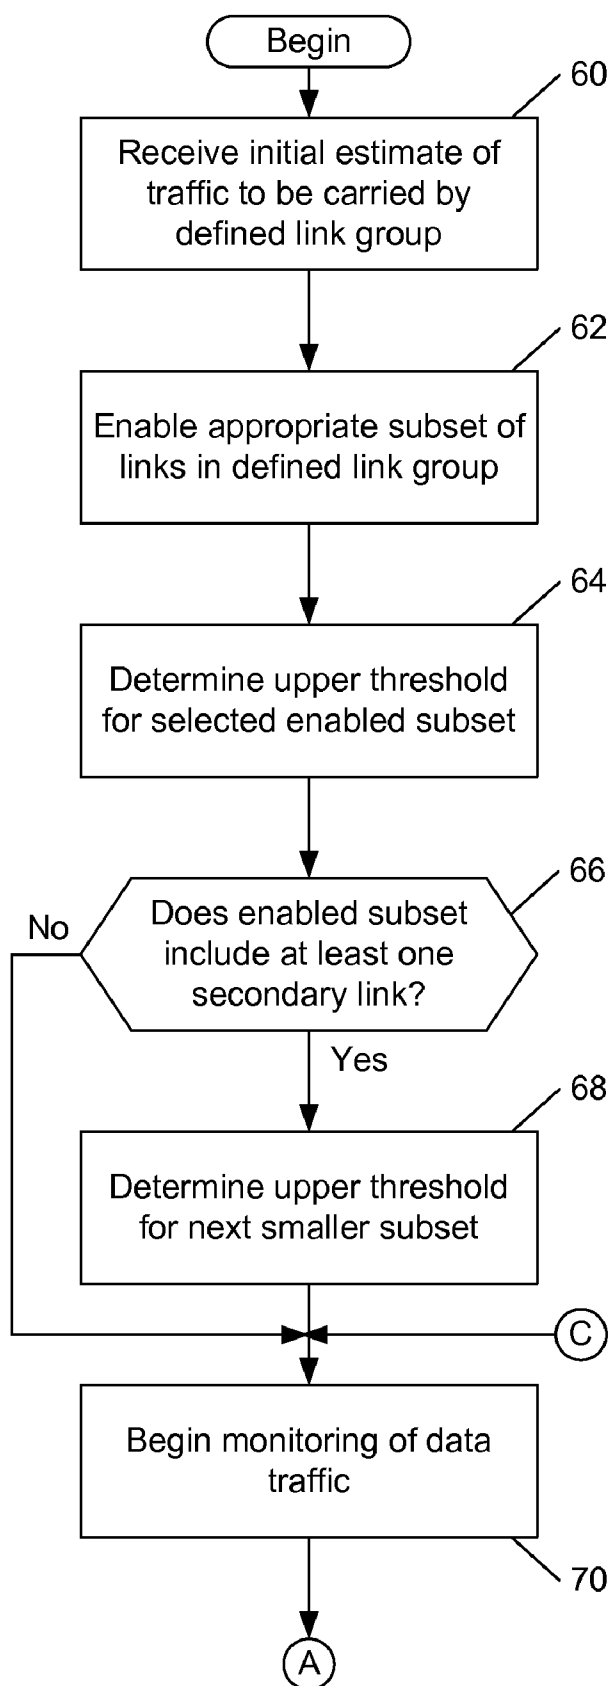 Begin
60
Receive initial estimate of
traffic to be carried by
defined link group
62
Enable appropriate subset of
links in defined link group
64
Determine upper threshold
for selected enabled subset
66
No
Does enabled subset
include at least one
secondary link?
Yes
68
Determine upper threshold
for next smaller subset
C
Begin monitoring of data
traffic
70
A